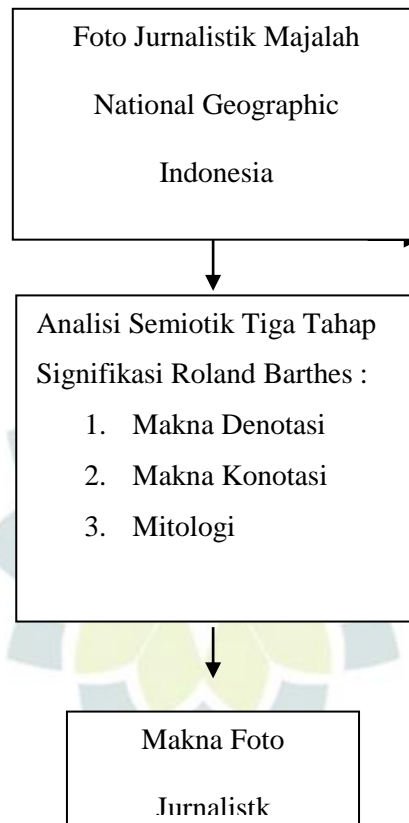 Foto Jurnalistik Majalah
National Geographic
Indonesia
Analisi Semiotik Tiga Tahap
Signifikasi Roland Barthes :
1. Makna Denotasi
2. Makna Konotasi
3. Mitologi
Makna Foto
Jurnalistk